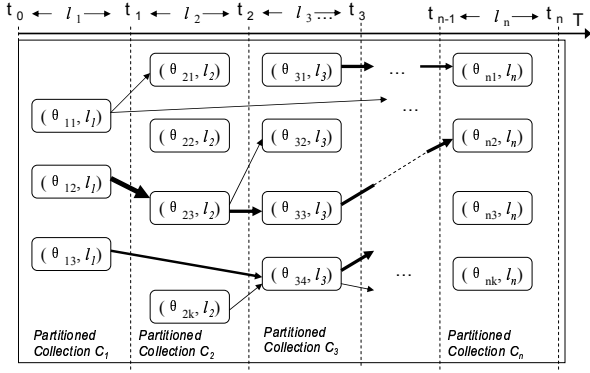 t0 l1 t1 l2 t2 l3 ... t3 tn-1 ln tn T
(θ21, l2) (θ31, l3) ... (θn1, ln)
(θ11, l1) ...
(θ22, l2) (θ32, l3) (θn2, ln)
(θ12, l1)
(θ23, l2) (θ33, l3) (θn3, ln)
(θ13, l1)
(θ34, l3) ... (θnk, ln)
(θ2k, l2)
Partitioned Partitioned Partitioned Partitioned
Collection C1 Collection C2 Collection C3 Collection Cn